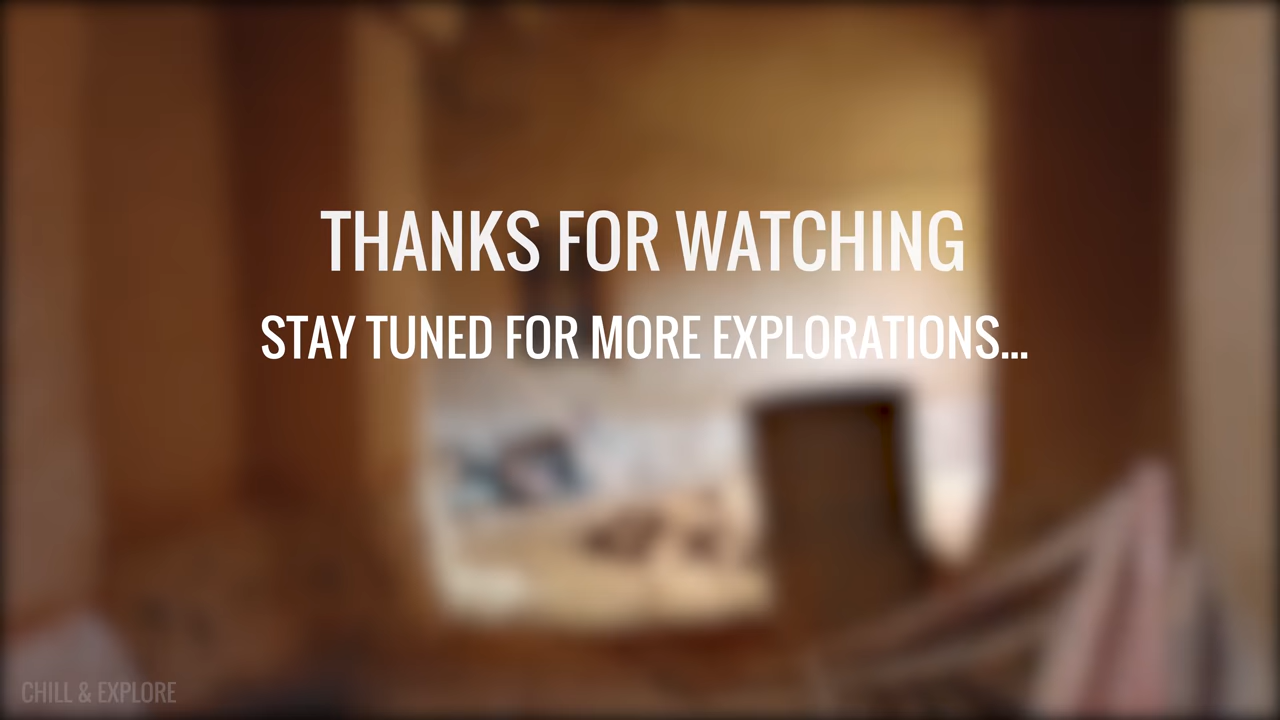 THANKS FOR WATCHING
STAY TUNED FOR MORE EXPLORATIONS...
CHILL & EXPLORE